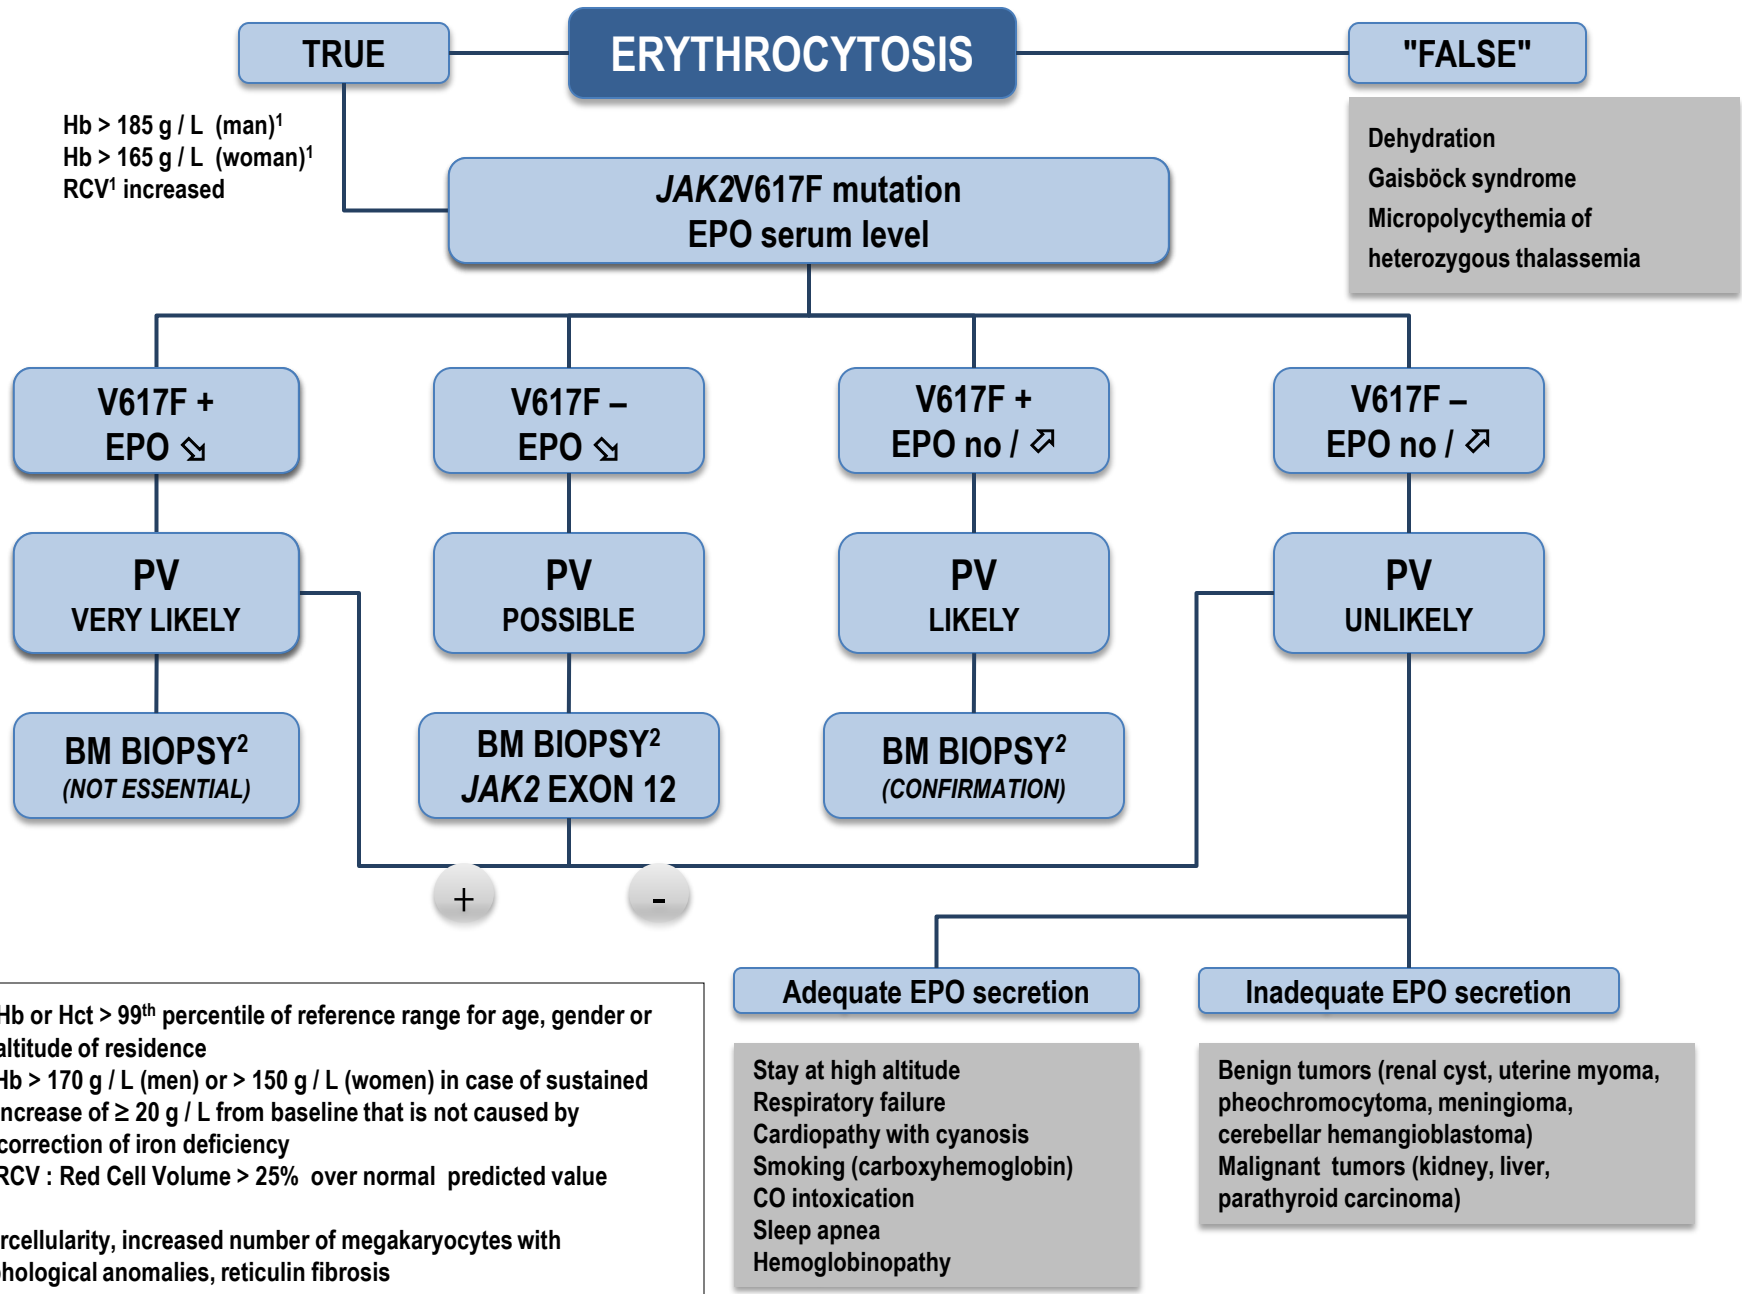 TRUE
ERYTHROCYTOSIS
"FALSE"
Hb > 185 g / L (man)¹
Hb > 165 g / L (woman)¹
RCV¹ increased
Dehydration
Gaisböck syndrome
Micropolycythemia of
heterozygous thalassemia
JAK2V617F mutation
EPO serum level
V617F +
EPO ⬂
V617F –
EPO ⬂
V617F +
EPO no / ⬀
V617F –
EPO no / ⬀
PV
VERY LIKELY
PV
POSSIBLE
PV
LIKELY
PV
UNLIKELY
BM BIOPSY²
(NOT ESSENTIAL)
BM BIOPSY²
JAK2 EXON 12
BM BIOPSY²
(CONFIRMATION)
+
-
Adequate EPO secretion
Inadequate EPO secretion
Stay at high altitude
Respiratory failure
Cardiopathy with cyanosis
Smoking (carboxyhemoglobin)
CO intoxication
Sleep apnea
Hemoglobinopathy
Benign tumors (renal cyst, uterine myoma,
pheochromocytoma, meningioma,
cerebellar hemangioblastoma)
Malignant tumors (kidney, liver,
parathyroid carcinoma)
Hb or Hct > 99th percentile of reference range for age, gender or
altitude of residence
Hb > 170 g / L (men) or > 150 g / L (women) in case of sustained
increase of ≥ 20 g / L from baseline that is not caused by
correction of iron deficiency
RCV : Red Cell Volume > 25% over normal predicted value
rcellularity, increased number of megakaryocytes with
phological anomalies, reticulin fibrosis